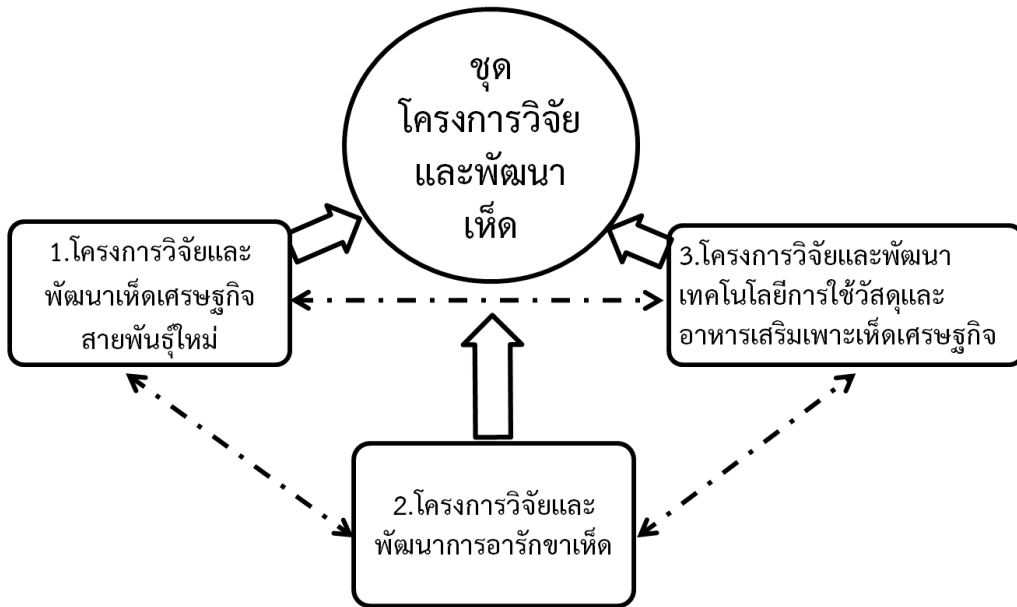 ชุด
โครงการวิจัย
และพัฒนา
เห็ด
1.โครงการวิจัยและ
พัฒนาเห็ดเศรษฐกิจ
สายพันธุ์ใหม่
3.โครงการวิจัยและพัฒนา
เทคโนโลยีการใช้วัสดุและ
อาหารเสริมเพาะเห็ดเศรษฐกิจ
2.โครงการวิจัยและ
พัฒนาการอารักขาเห็ด